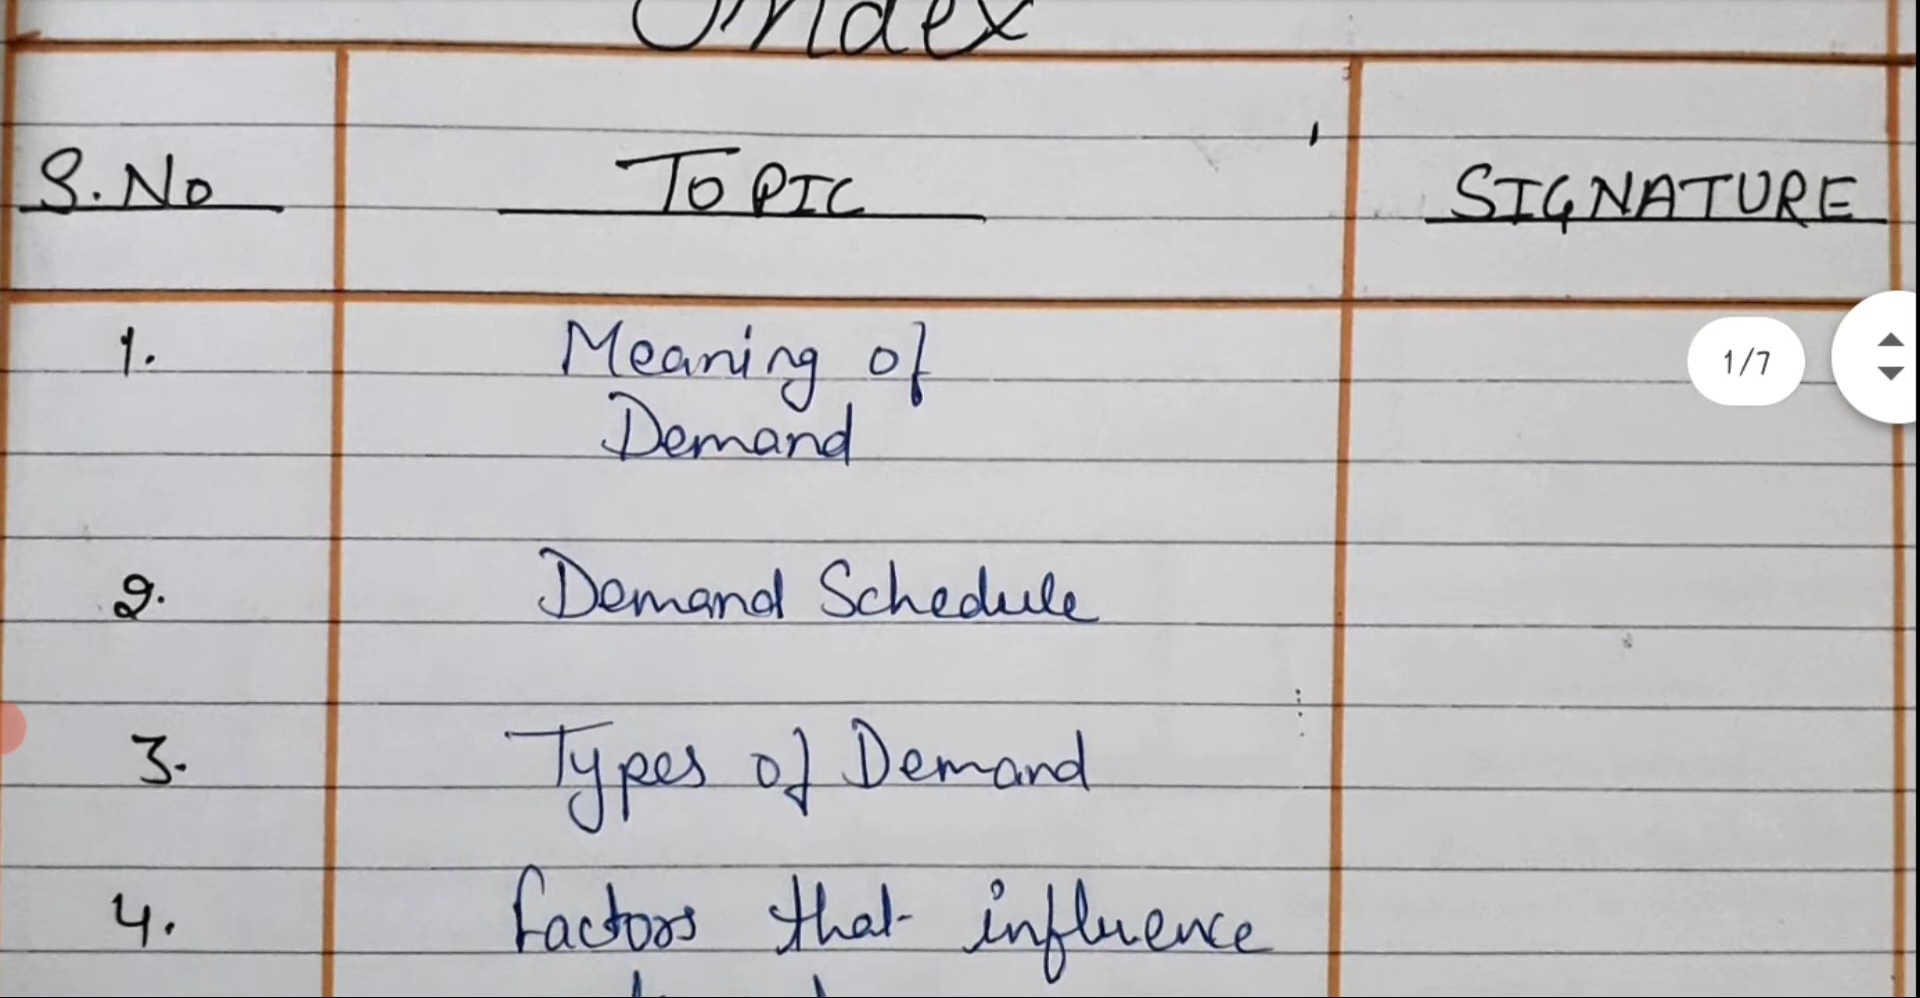 Index
S.No TOPIC SIGNATURE
1. Meaning of
Demand
1/7
2. Demand Schedule
3. Types of Demand
4. factors that influence